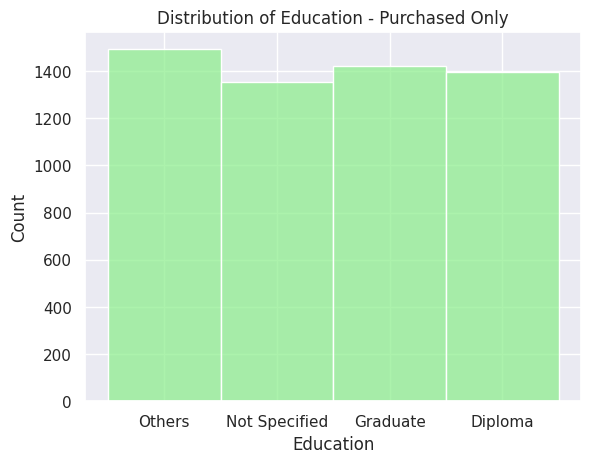 Distribution of Education - Purchased Only
1400
1200
1000
800
600
400
200
0
Count
Others Not Specified Graduate Diploma
Education